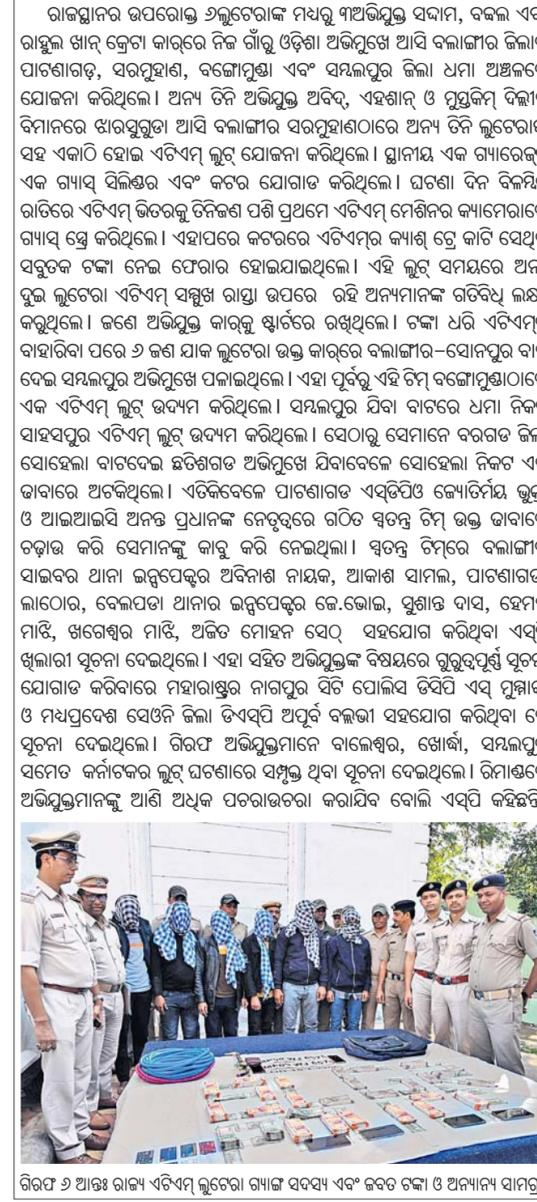 ରାଜସ୍ଥାନର ଉପରୋକ୍ତ ୬ଲୁଟେରାଙ୍କ ମଧ୍ୟରୁ ୩ଅଭିଯୁକ୍ତ ସଦ୍ଦାମ, ବବ୍ଲଲ ଏବ
ରାହୁଲ ଖାନ୍ କ୍ରେଟା କାର୍‌ରେ ନିଜ ଗାଁରୁ ଓଡ଼ିଶା ଅଭିମୁଖେ ଆସି ବଲାଙ୍ଗୀର ଜିଲା
ପାଟଣାଗଡ଼, ସରମୁହାଣ, ବଙ୍ଗୋମୁଣ୍ଡା ଏବଂ ସମ୍ବଲପୁର ଜିଲା ଧମା ଅଞ୍ଚଳ
ଯୋଜନା କରିଥିଲେ। ଅନ୍ୟ ତିନି ଅଭିଯୁକ୍ତ ଅବିଦ୍, ଏହଶାନ୍ ଓ ମୁସ୍ତକିମ୍ ଦିଲ୍ଲୀ
ବିମାନରେ ଝାରସୁଗୁଡା ଆସି ବଲାଙ୍ଗୀର ସରମୁହାଣଠାରେ ଅନ୍ୟ ତିନି ଲୁଟେରା
ସହ ଏକାଠି ହୋଇ ଏଟିଏମ୍ ଲୁଟ୍ ଯୋଜନା କରିଥିଲେ। ସ୍ଥାନୀୟ ଏକ ଗ୍ୟାରେଜ୍
ଏକ ଗ୍ୟାସ୍ ସିଲିଣ୍ଡର ଏବଂ କଟର ଯୋଗାଡ କରିଥିଲେ। ଘଟଣା ଦିନ ବିଳମ୍ବି
ରାତିରେ ଏଟିଏମ୍ ଭିତରକୁ ତିନିଜଣ ପଶି ପ୍ରଥମେ ଏଟିଏମ୍ ମେଶିନର କ୍ୟାମେରା
ଗ୍ୟାସ୍ ସ୍ପ୍ରେ କରିଥିଲେ। ଏହାପରେ କଟରରେ ଏଟିଏମ୍‌ର କ୍ୟାଶ୍ ଟ୍ରେ କାଟି ସେଥି
ସବୁତକ ଟଙ୍କା ନେଇ ଫେରାର ହୋଇଯାଇଥିଲେ। ଏହି ଲୁଟ୍ ସମୟରେ ଅନ
ଦୁଇ ଲୁଟେରା ଏଟିଏମ୍ ସମ୍ମୁଖ ରାସ୍ତା ଉପରେ ରହି ଅନ୍ୟମାନଙ୍କ ଗତିବିଧି ଲକ୍ଷ
କରୁଥିଲେ। ଜଣେ ଅଭିଯୁକ୍ତ କାର୍‌କୁ ଷ୍ଟାର୍ଟରେ ରଖିଥିଲେ। ଟଙ୍କା ଧରି ଏଟିଏମ୍
ବାହାରିବା ପରେ ୬ ଜଣ ଯାକ ଲୁଟେରା ଉକ୍ତ କାର୍‌ରେ ବଲାଙ୍ଗୀର–ସୋନପୁର ବା
ଦେଇ ସମ୍ବଲପୁର ଅଭିମୁଖେ ପଳାଇଥିଲେ। ଏହା ପୂର୍ବରୁ ଏହି ଟିମ୍ ବଙ୍ଗୋମୁଣ୍ଡାଠା
ଏକ ଏଟିଏମ୍ ଲୁଟ୍ ଉଦ୍ୟମ କରିଥିଲେ। ସମ୍ବଲପୁର ଯିବା ବାଟରେ ଧମା ନିକ
ସାହସପୁର ଏଟିଏମ୍ ଲୁଟ୍ ଉଦ୍ୟମ କରିଥିଲେ। ସେଠାରୁ ସେମାନେ ବରଗଡ ଜିଲ
ସୋହେଲା ବାଟଦେଇ ଛତିଶଗଡ ଅଭିମୁଖେ ଯିବାବେଳେ ସୋହେଲା ନିକଟ ଏ
ଢାବାରେ ଅଟକିଥିଲେ। ଏତିକିବେଳେ ପାଟଣାଗଡ ଏସ୍‌ଡିପିଓ ଜ୍ୟୋତିର୍ମୟ ଭୁକ୍ତ
ଓ ଆଇଆଇସି ଅନନ୍ତ ପ୍ରଧାନଙ୍କ ନେତୃତ୍ୱରେ ଗଠିତ ସ୍ୱତନ୍ତ୍ର ଟିମ୍ ଉକ୍ତ ଢାବା
ଚଢ଼ାଉ କରି ସେମାନଙ୍କୁ କାବୁ କରି ନେଇଥିଲା। ସ୍ୱତନ୍ତ୍ର ଟିମ୍‌ରେ ବଲାଙ୍ଗୀ
ସାଇବର ଥାନା ଇନ୍ସପେକ୍ଟର ଅବିନାଶ ନାୟକ, ଆକାଶ ସାମଲ, ପାଟଣାଗଡ
ଲାଠୋର, ବେଲପଡା ଥାନାର ଇନ୍ସପେକ୍ଟର ଜେ.ଭୋଇ, ସୁଶାନ୍ତ ଦାସ, ହେମ
ମାଝି, ଖଗେଶ୍ୱର ମାଝି, ଅଜିତ ମୋହନ ସେଠ୍ ସହଯୋଗ କରିଥିବା ଏସ୍
ଖିଲାରୀ ସୂଚନା ଦେଇଥିଲେ। ଏହା ସହିତ ଅଭିଯୁକ୍ତଙ୍କ ବିଷୟରେ ଗୁରୁତ୍ୱପୂର୍ଣ୍ଣ ସୂଚ
ଯୋଗାଡ କରିବାରେ ମହାରାଷ୍ଟ୍ରର ନାଗପୁର ସିଟି ପୋଲିସ ଡିସିପି ଏସ୍
ଓ ମଧ୍ୟପ୍ରଦେଶ ସେଓନି ଜିଲା ଡିଏସ୍‌ପି ଅପୂର୍ବ ବଲ୍ଲଭୀ ସହଯୋଗ କରିଥିବା
ସୂଚନା ଦେଇଥିଲେ। ଗିରଫ ଅଭିଯୁକ୍ତମାନେ ବାଲେଶ୍ୱର, ଖୋର୍ଦ୍ଧା, ସମ୍ବଲପୁ
ସମେତ କର୍ନାଟକର ଲୁଟ୍ ଘଟଣାରେ ସମ୍ପୃକ୍ତ ଥିବା ସୂଚନା ଦେଇଥିଲେ। ରିମାଣ୍ଡ
ଅଭିଯୁକ୍ତମାନଙ୍କୁ ଆଣି ଅଧିକ ପଚରାଉଚରା କରାଯିବ ବୋଲି ଏସ୍‌ପି କହିଛନ୍ତି
ଗିରଫ ୬ ଆନ୍ତଃ ରାଜ୍ୟ ଏଟିଏମ୍ ଲୁଟେରା ଗ୍ୟାଙ୍ଗ ସଦସ୍ୟ ଏବଂ ଜବତ ଟଙ୍କା ଓ ଅନ୍ୟାନ୍ୟ ସାମଗ୍ର